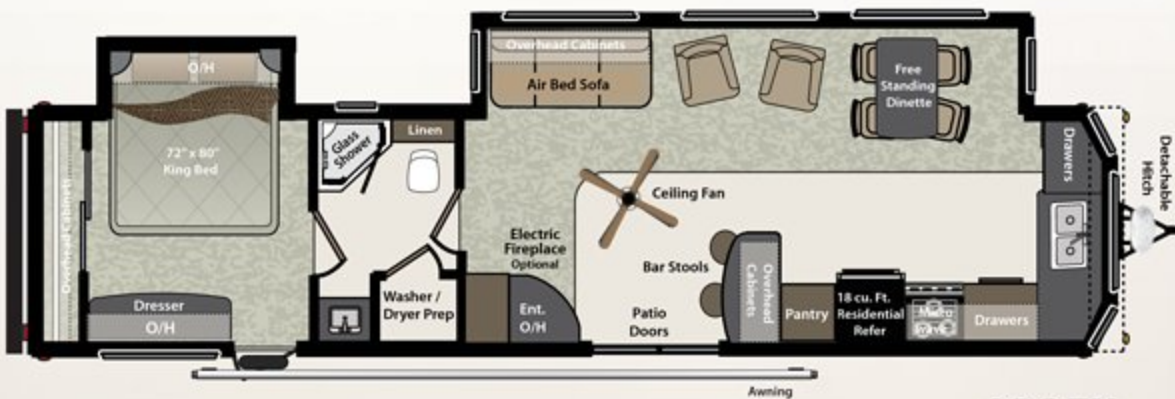 O/H
72" x 80"
King Bed
Overhead Cabinets
Dresser
O/H
Glass
Shower
Linen
Washer /
Dryer Prep
Overhead Cabinets
Air Bed Sofa
Free
Standing
Dinette
Ceiling Fan
Electric
Fireplace
Optional
Ent.
O/H
Bar Stools
Patio
Doors
Overhead
Cabinets
Pantry
18 cu. Ft.
Residential
Refer
Micro
Drawers
Drawers
Detachable
Hitch
Awning